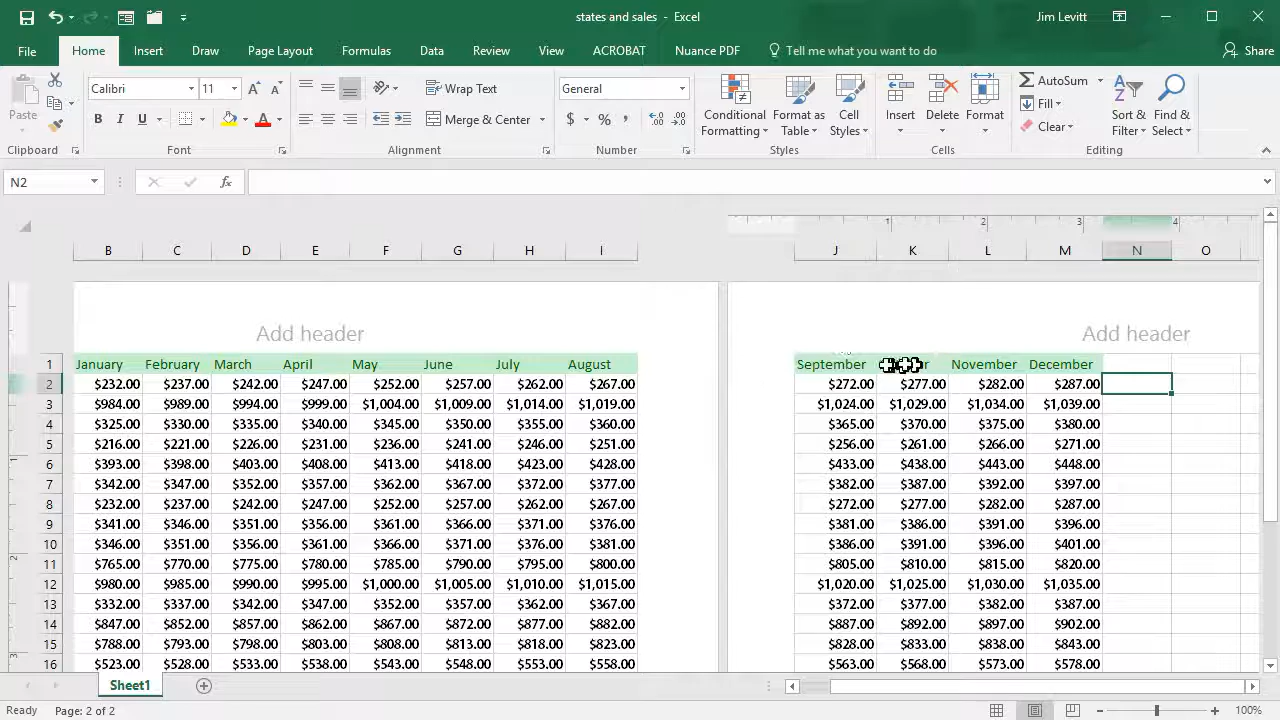 states and sales - Excel
Jim Levitt
File Home Insert Draw Page Layout Formulas Data Review View ACROBAT Nuance PDF Tell me what you want to do Share
Calibri 11 Wrap Text General AutoSum
Paste B I U Merge & Center $ % , Conditional Formatting Format as Table Cell Styles Insert Delete Format Fill Clear Sort & Filter Find & Select
Clipboard Font Alignment Number Styles Cells Editing
N2 fx
1 2 3 4
B C D E F G H I J K L M N O
Add header Add header
1 January February March April May June July August September November December
2 $232.00 $237.00 $242.00 $247.00 $252.00 $257.00 $262.00 $267.00 $272.00 $277.00 $282.00 $287.00
3 $984.00 $989.00 $994.00 $999.00 $1,004.00 $1,009.00 $1,014.00 $1,019.00 $1,024.00 $1,029.00 $1,034.00 $1,039.00
4 $325.00 $330.00 $335.00 $340.00 $345.00 $350.00 $355.00 $360.00 $365.00 $370.00 $375.00 $380.00
5 $216.00 $221.00 $226.00 $231.00 $236.00 $241.00 $246.00 $251.00 $256.00 $261.00 $266.00 $271.00
6 $393.00 $398.00 $403.00 $408.00 $413.00 $418.00 $423.00 $428.00 $433.00 $438.00 $443.00 $448.00
7 $342.00 $347.00 $352.00 $357.00 $362.00 $367.00 $372.00 $377.00 $382.00 $387.00 $392.00 $397.00
8 $232.00 $237.00 $242.00 $247.00 $252.00 $257.00 $262.00 $267.00 $272.00 $277.00 $282.00 $287.00
9 $341.00 $346.00 $351.00 $356.00 $361.00 $366.00 $371.00 $376.00 $381.00 $386.00 $391.00 $396.00
10 $346.00 $351.00 $356.00 $361.00 $366.00 $371.00 $376.00 $381.00 $386.00 $391.00 $396.00 $401.00
11 $765.00 $770.00 $775.00 $780.00 $785.00 $790.00 $795.00 $800.00 $805.00 $810.00 $815.00 $820.00
12 $980.00 $985.00 $990.00 $995.00 $1,000.00 $1,005.00 $1,010.00 $1,015.00 $1,020.00 $1,025.00 $1,030.00 $1,035.00
13 $332.00 $337.00 $342.00 $347.00 $352.00 $357.00 $362.00 $367.00 $372.00 $377.00 $382.00 $387.00
14 $847.00 $852.00 $857.00 $862.00 $867.00 $872.00 $877.00 $882.00 $887.00 $892.00 $897.00 $902.00
15 $788.00 $793.00 $798.00 $803.00 $808.00 $813.00 $818.00 $823.00 $828.00 $833.00 $838.00 $843.00
16 $523.00 $528.00 $533.00 $538.00 $543.00 $548.00 $553.00 $558.00 $563.00 $568.00 $573.00 $578.00
Sheet1
Ready Page: 2 of 2 100%